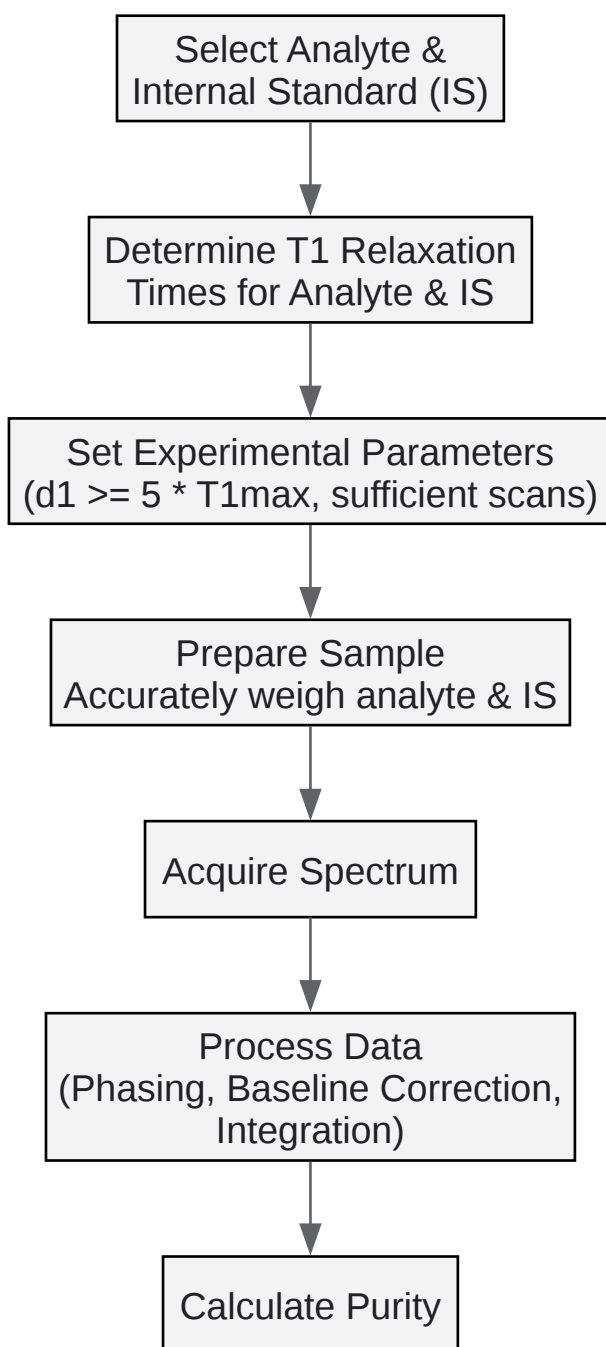 Select Analyte &
Internal Standard (IS)
Determine T1 Relaxation
Times for Analyte & IS
Set Experimental Parameters
(d1 >= 5 * T1max, sufficient scans)
Prepare Sample
Accurately weigh analyte & IS
Acquire Spectrum
Process Data
(Phasing, Baseline Correction,
Integration)
Calculate Purity